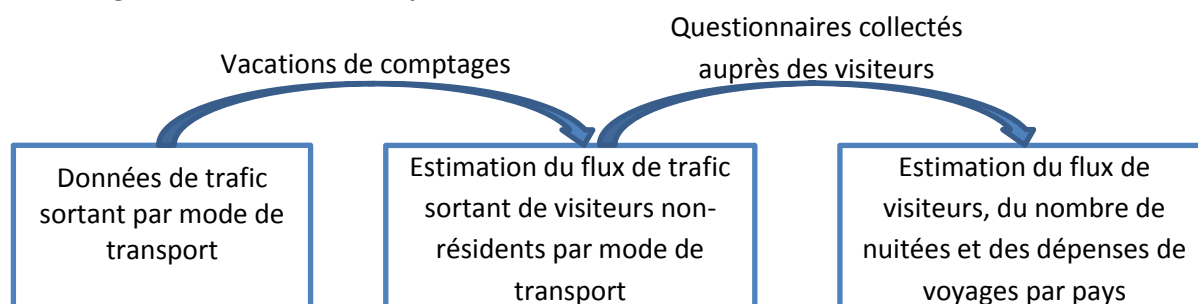 Questionnaires collectés
auprès des visiteurs
Vacations de comptages
Données de trafic
sortant par mode de
transport
Estimation du flux de trafic
sortant de visiteurs non-
résidents par mode de
transport
Estimation du flux de
visiteurs, du nombre de
nuitées et des dépenses de
voyages par pays